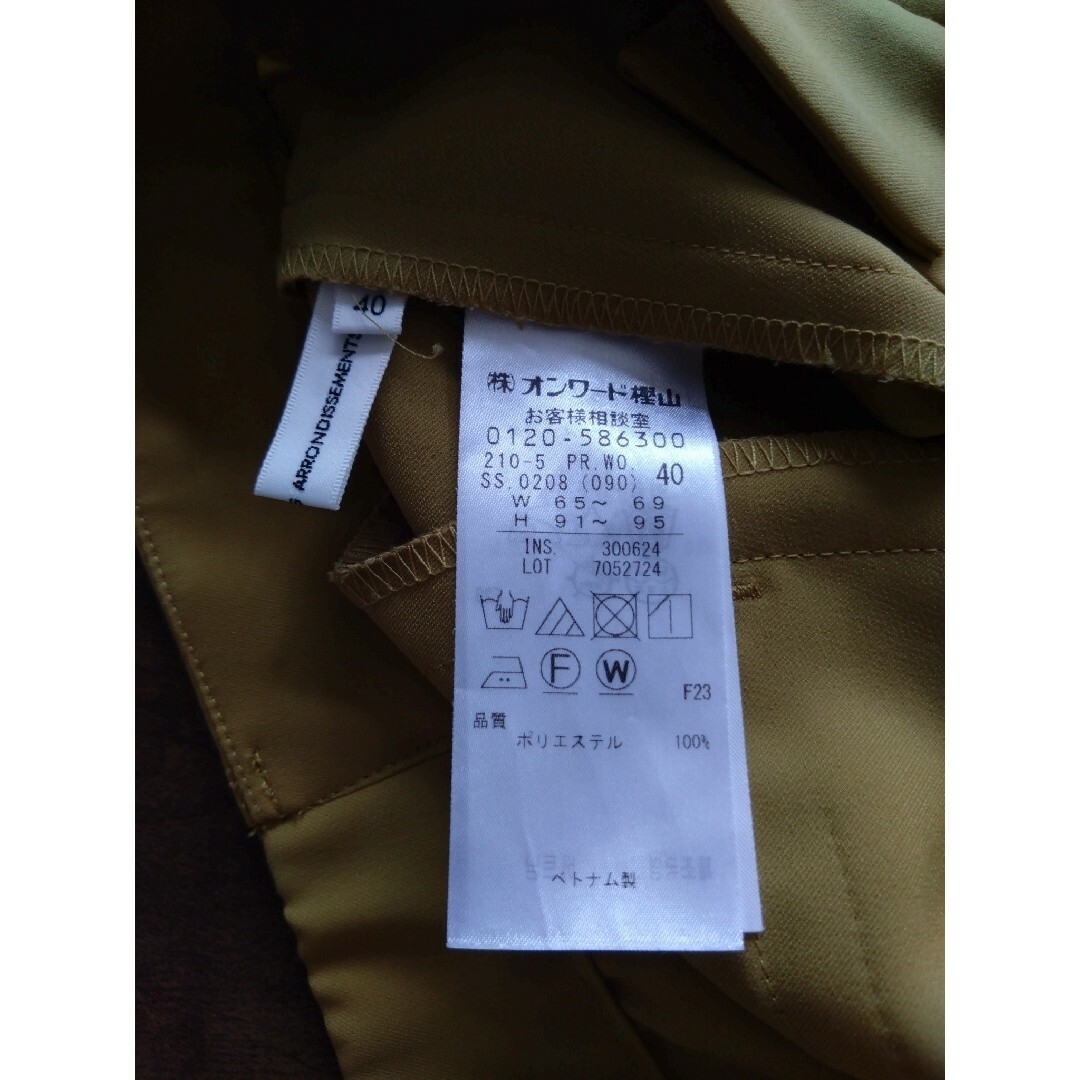 40
ARRONDISSEMENTS
(株)オンワード樫山
お客様相談室
0120-586300
210-5 PR.WO.
SS.0208 (090) 40
W 65～ 69
H 91～ 95
INS. 300624
LOT 7052724
F
W
F23
品質
ポリエステル 100%
ベトナム製